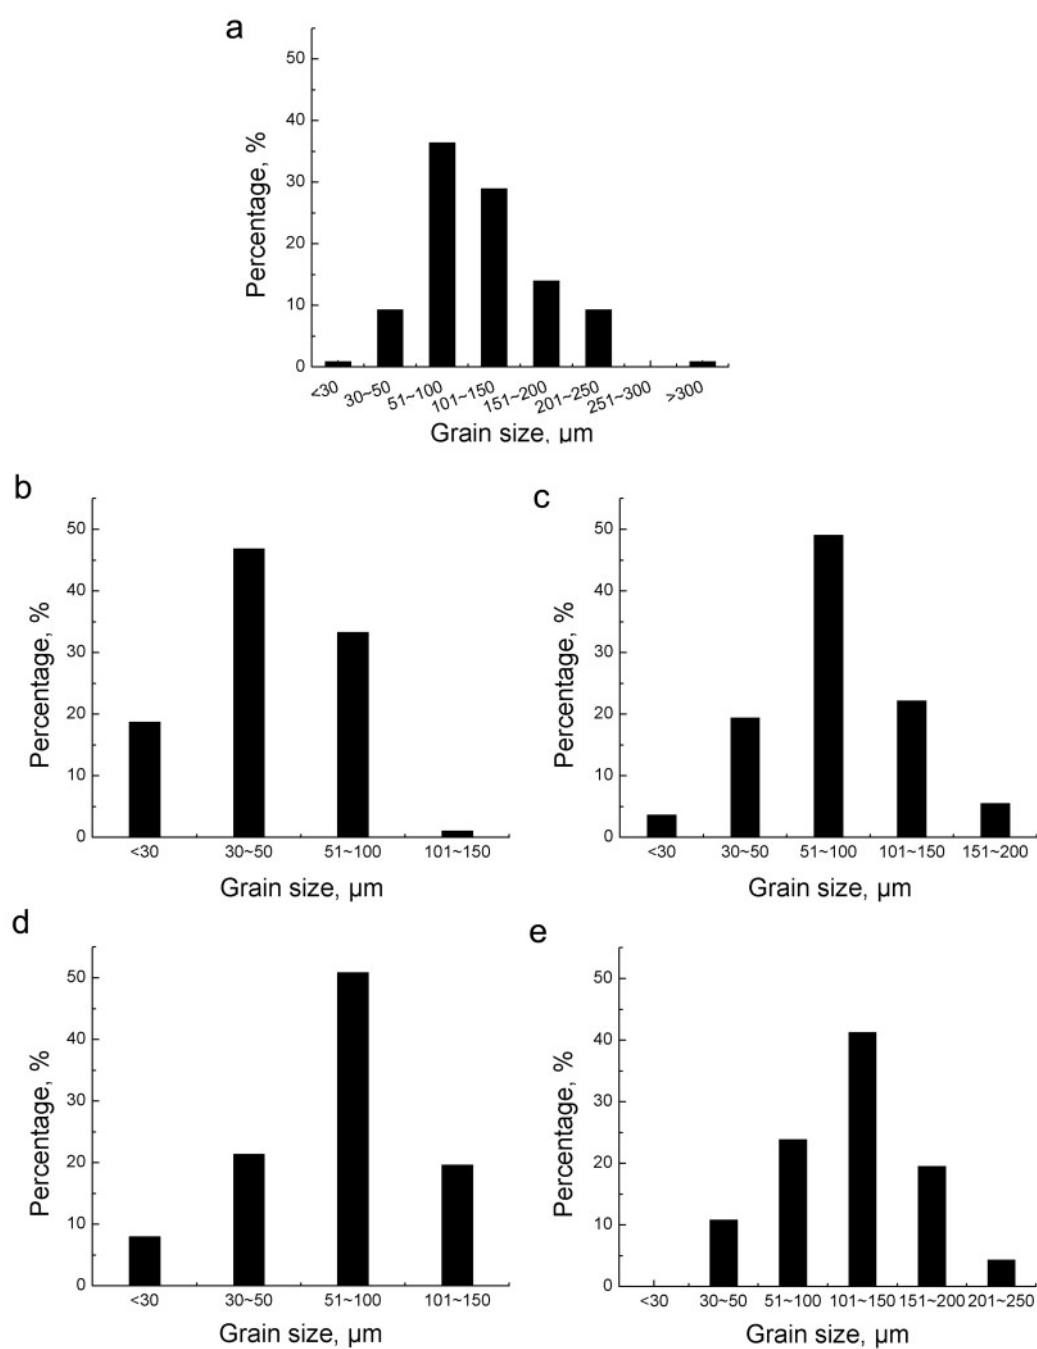 a
Percentage, %
50
40
30
20
10
0
<30 30~50 51~100 101~150 151~200 201~250 251~300 >300
Grain size, μm
b
Percentage, %
50
40
30
20
10
0
<30 30~50 51~100 101~150
Grain size, μm
c
Percentage, %
50
40
30
20
10
0
<30 30~50 51~100 101~150 151~200
Grain size, μm
d
Percentage, %
50
40
30
20
10
0
<30 30~50 51~100 101~150
Grain size, μm
e
Percentage, %
50
40
30
20
10
0
<30 30~50 51~100 101~150 151~200 201~250
Grain size, μm